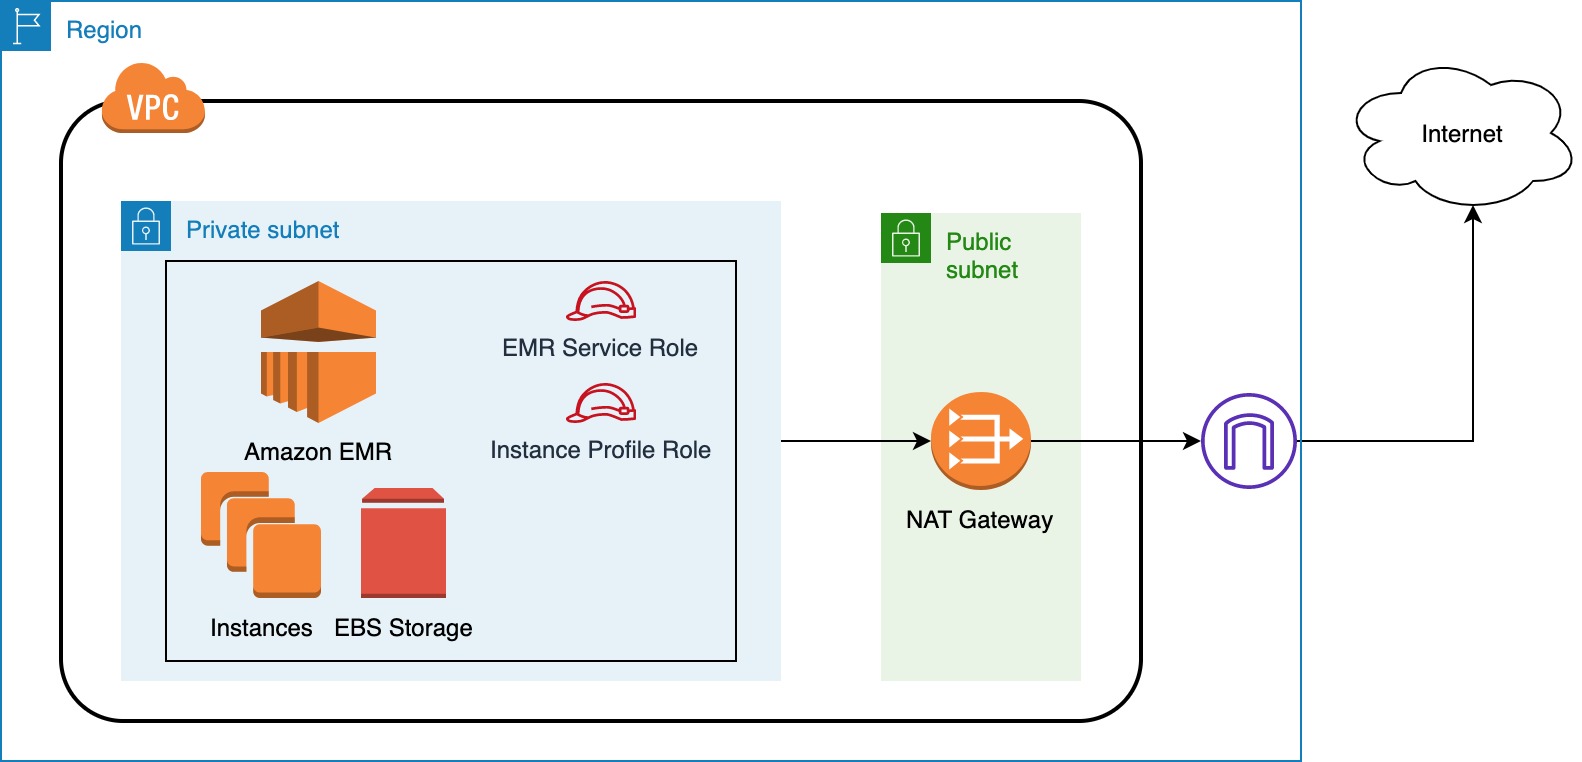 Region
VPC
Internet
Private subnet
Public
subnet
EMR Service Role
Instance Profile Role
Amazon EMR
NAT Gateway
Instances
EBS Storage